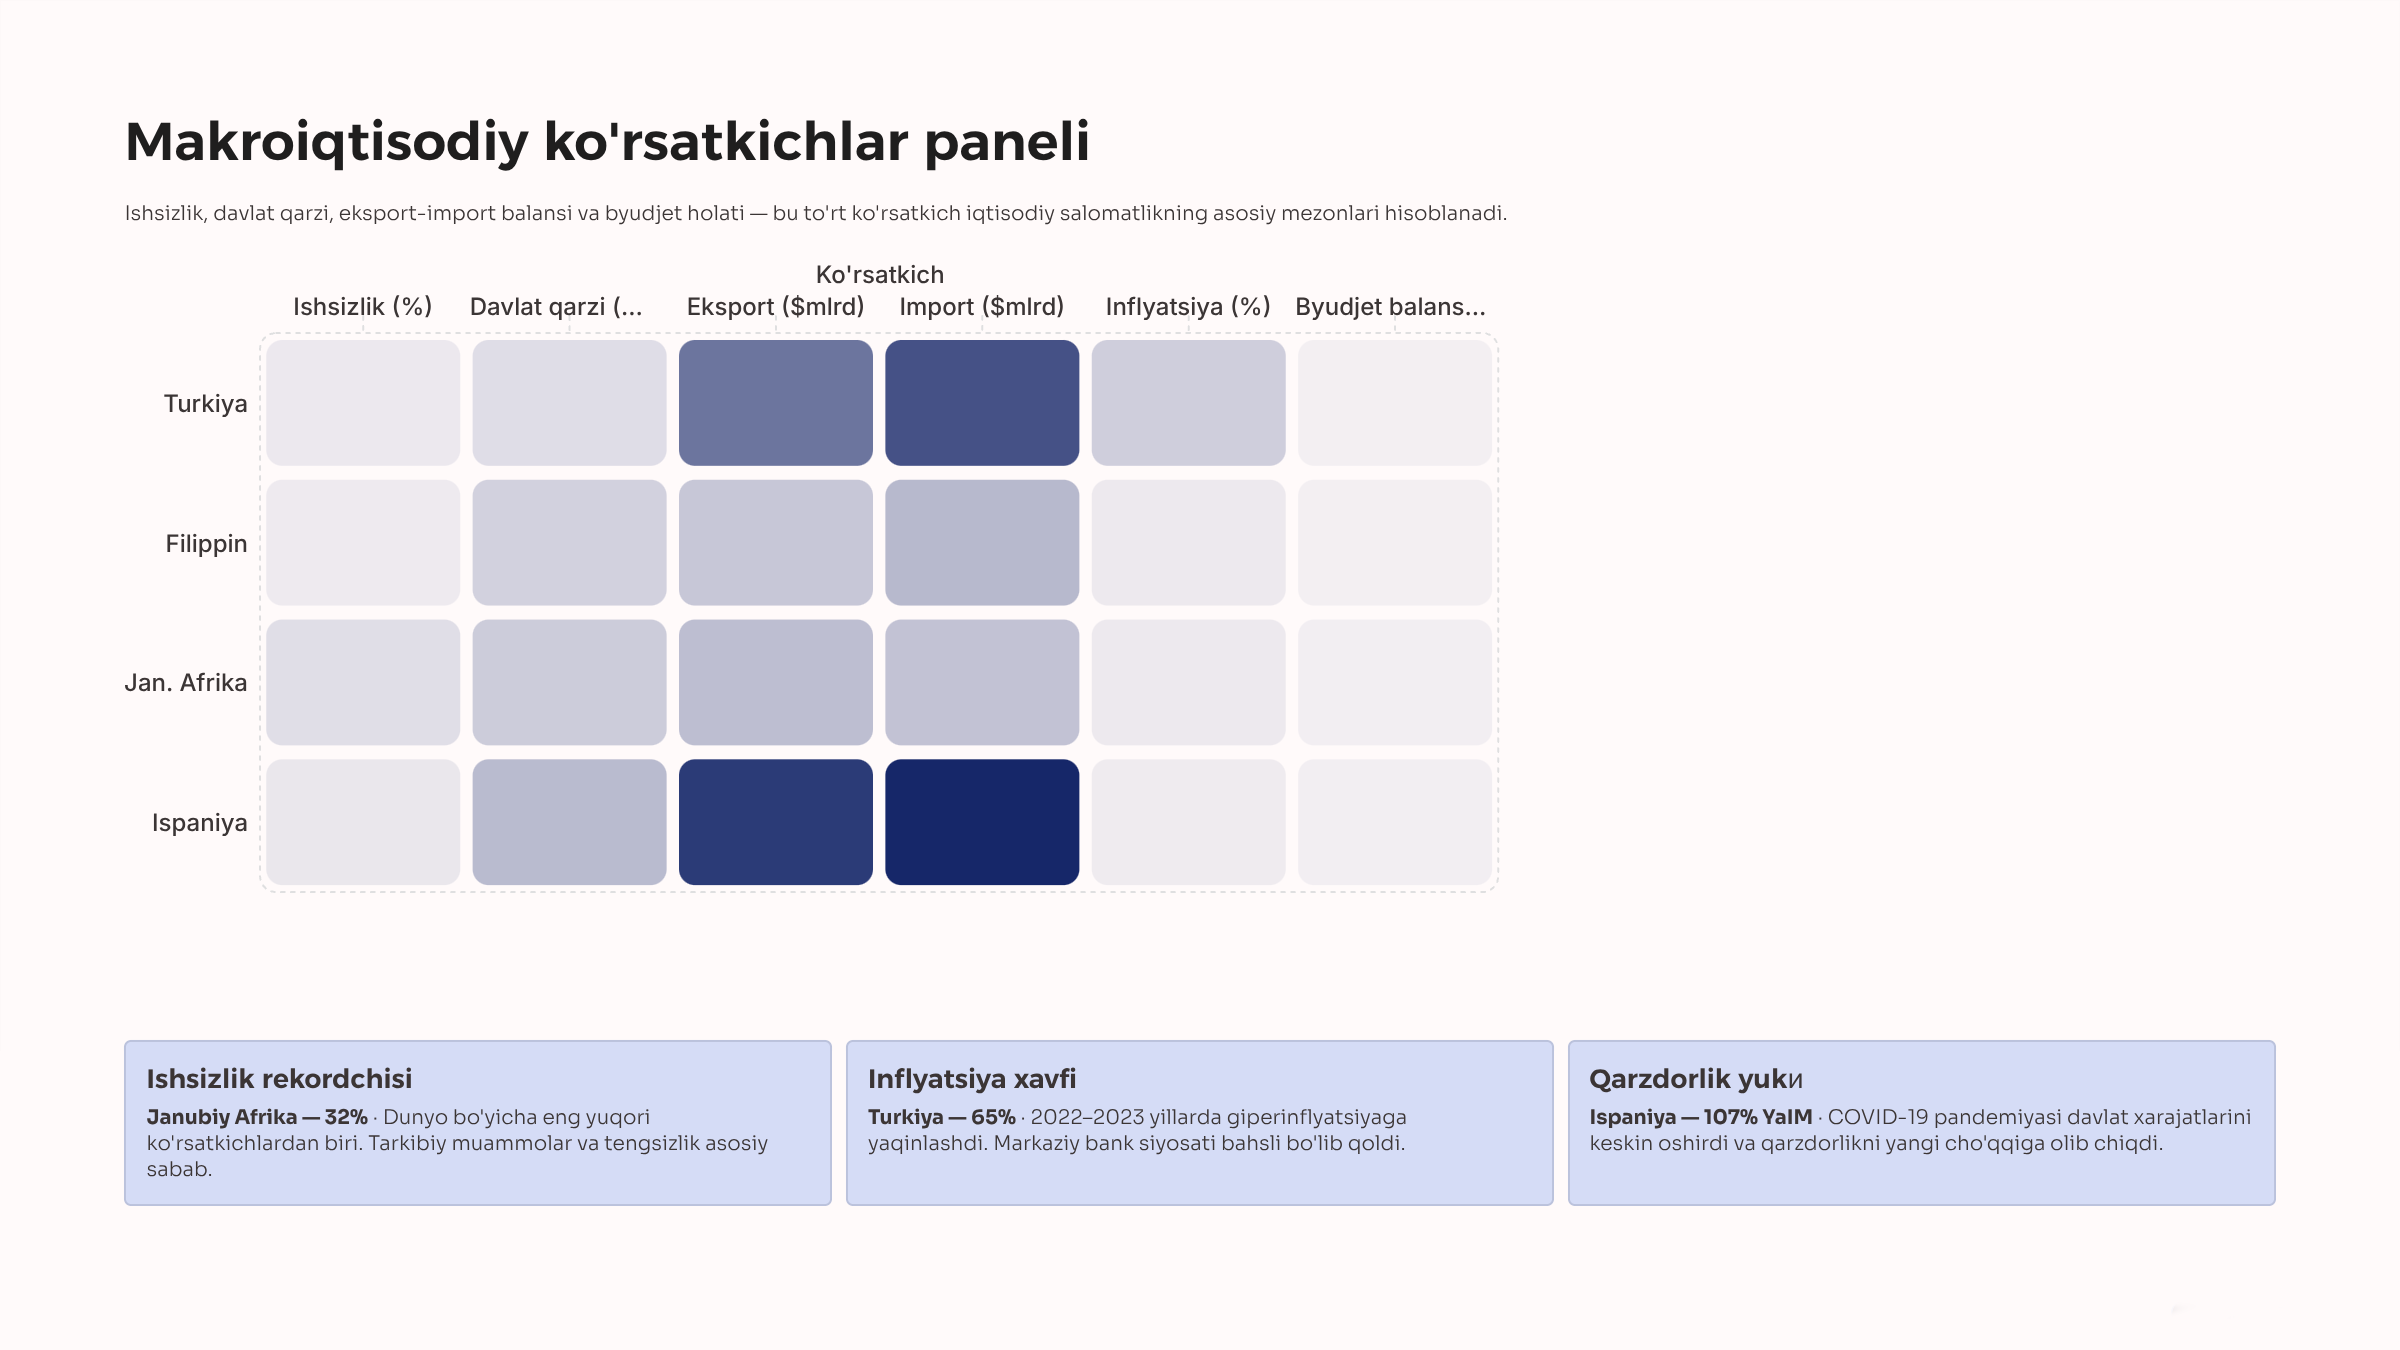 Makroiqtisodiy ko'rsatkichlar paneli
Ishsizlik, davlat qarzi, eksport-import balansi va byudjet holati — bu to'rt ko'rsatkich iqtisodiy salomatlikning asosiy mezonlari hisoblanadi.
Ko'rsatkich
Ishsizlik (%) Davlat qarzi (... Eksport ($mlrd) Import ($mlrd) Inflyatsiya (%) Byudjet balans...
Turkiya
Filippin
Jan. Afrika
Ispaniya
Ishsizlik rekordchisi
Janubiy Afrika — 32% · Dunyo bo'yicha eng yuqori
ko'rsatkichlardan biri. Tarkibiy muammolar va tengsizlik asosiy
sabab.
Inflyatsiya xavfi
Turkiya — 65% · 2022–2023 yillarda giperinflyatsiyaga
yaqinlashdi. Markaziy bank siyosati bahsli bo'lib qoldi.
Qarzdorlik yukи
Ispaniya — 107% YaIM · COVID-19 pandemiyasi davlat xarajatlarini
keskin oshirdi va qarzdorlikni yangi cho'qqiga olib chiqdi.